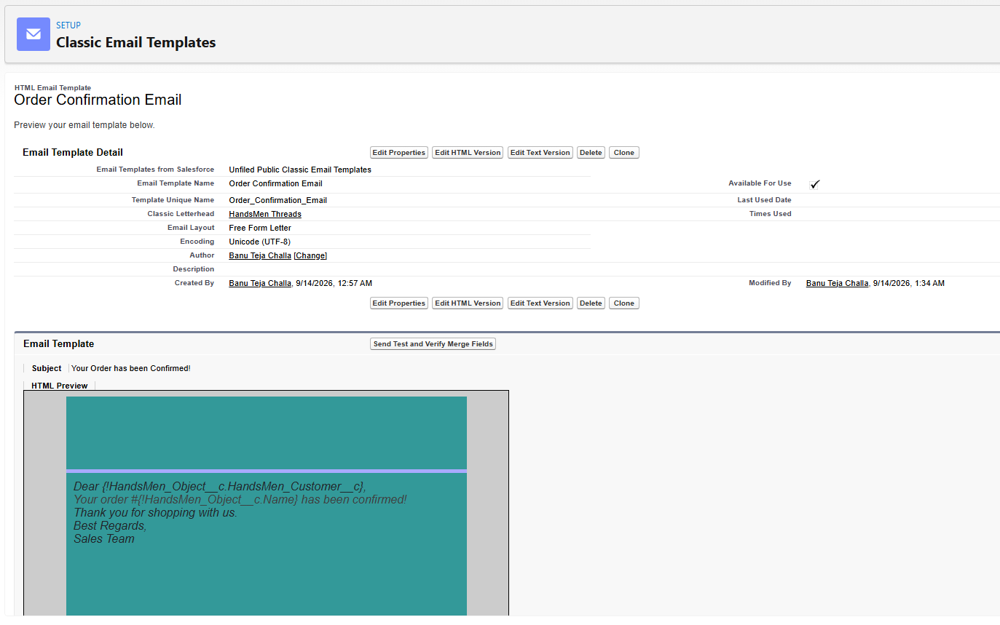 SETUP
Classic Email Templates
HTML Email Template
Order Confirmation Email
Preview your email template below.
Email Template Detail
Edit Properties Edit HTML Version Edit Text Version Delete Clone
Email Templates from Salesforce Unfiled Public Classic Email Templates
Email Template Name Order Confirmation Email Available For Use
Template Unique Name Order_Confirmation_Email Last Used Date
Classic Letterhead HandsMen Threads Times Used
Email Layout Free Form Letter
Encoding Unicode (UTF-8)
Author Banu Teja Challa [Change]
Description
Created By Banu Teja Challa, 9/14/2026, 12:57 AM Modified By Banu Teja Challa, 9/14/2026, 1:34 AM
Edit Properties Edit HTML Version Edit Text Version Delete Clone
Email Template Send Test and Verify Merge Fields
Subject Your Order has been Confirmed!
HTML Preview
Dear {!HandsMen_Object__c.HandsMen_Customer__c},
Your order #{!HandsMen_Object__c.Name} has been confirmed!
Thank you for shopping with us.
Best Regards,
Sales Team